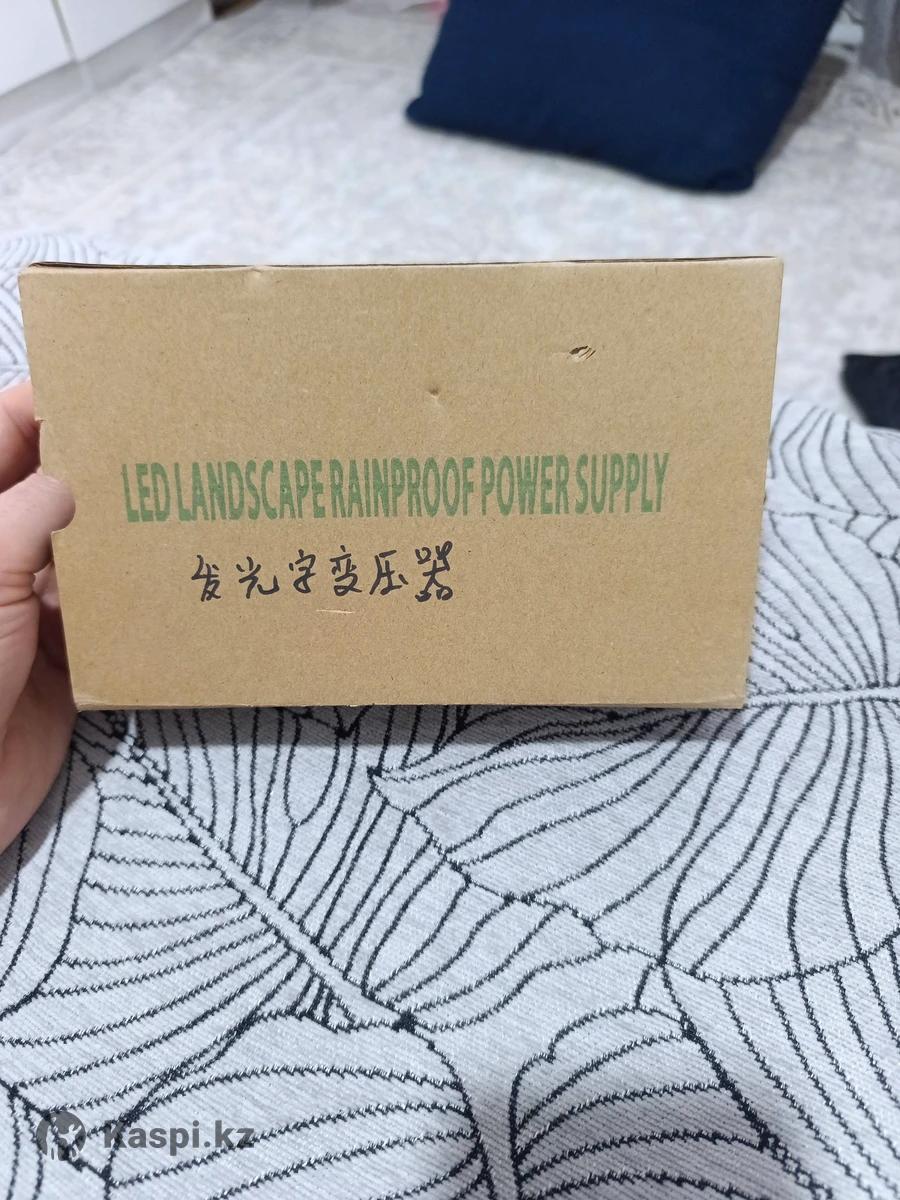 LED LANDSCAPE RAINPROOF POWER SUPPLY
发光字变压器
Kaspi.kz